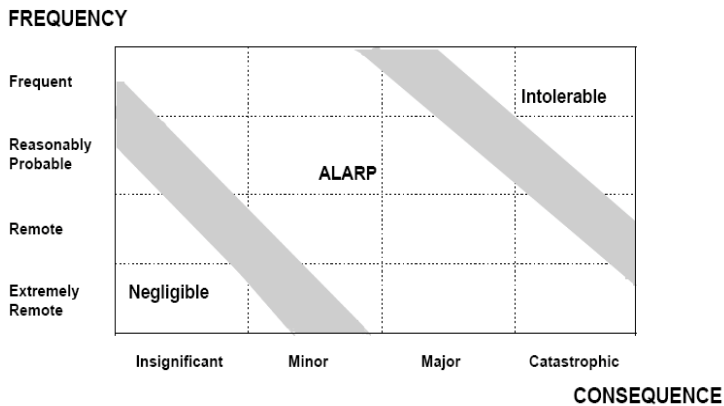 FREQUENCY
Frequent
Intolerable
Reasonably
Probable
ALARP
Remote
Extremely
Remote
Negligible
Insignificant
Minor
Major
Catastrophic
CONSEQUENCE